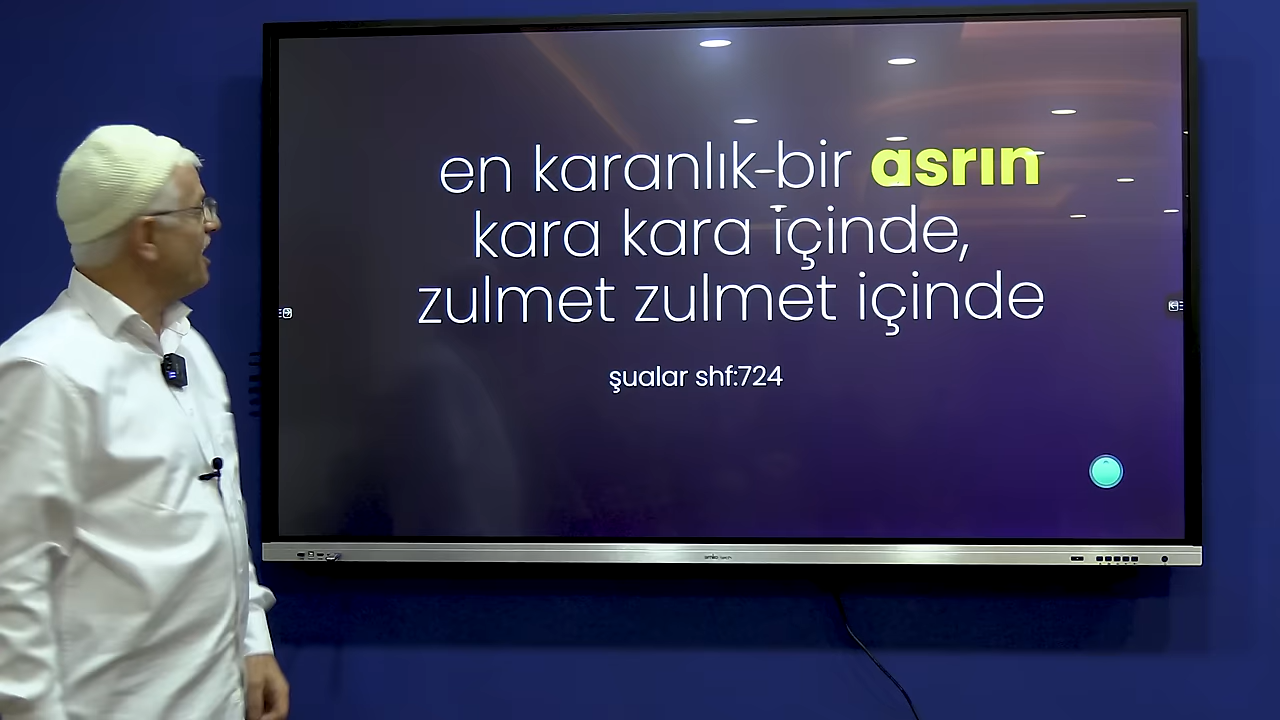 en karanlık bir asrın
kara kara içinde,
zulmet zulmet içinde
şualar shf:724